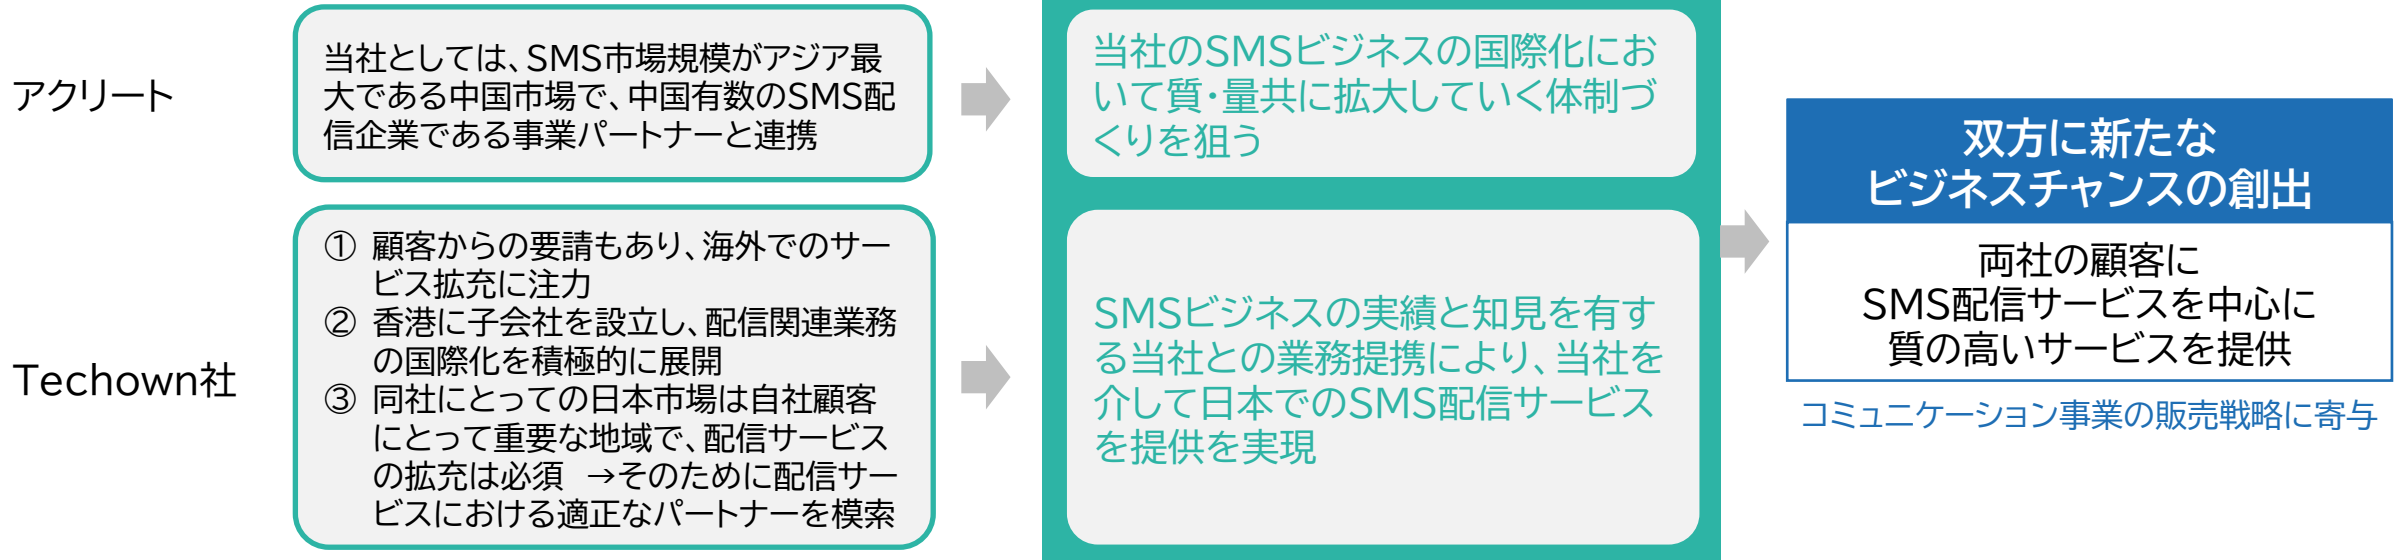 アクリート
当社としては、SMS市場規模がアジア最
大である中国市場で、中国有数のSMS配
信企業である事業パートナーと連携
当社のSMSビジネスの国際化にお
いて質・量共に拡大していく体制づ
くりを狙う
Techown社
① 顧客からの要請もあり、海外でのサー
ビス拡充に注力
② 香港に子会社を設立し、配信関連業務
の国際化を積極的に展開
③ 同社にとっての日本市場は自社顧客
にとって重要な地域で、配信サービス
の拡充は必須 →そのために配信サー
ビスにおける適正なパートナーを模索
SMSビジネスの実績と知見を有す
る当社との業務提携により、当社を
介して日本でのSMS配信サービス
を提供を実現
双方に新たな
ビジネスチャンスの創出
両社の顧客に
SMS配信サービスを中心に
質の高いサービスを提供
コミュニケーション事業の販売戦略に寄与